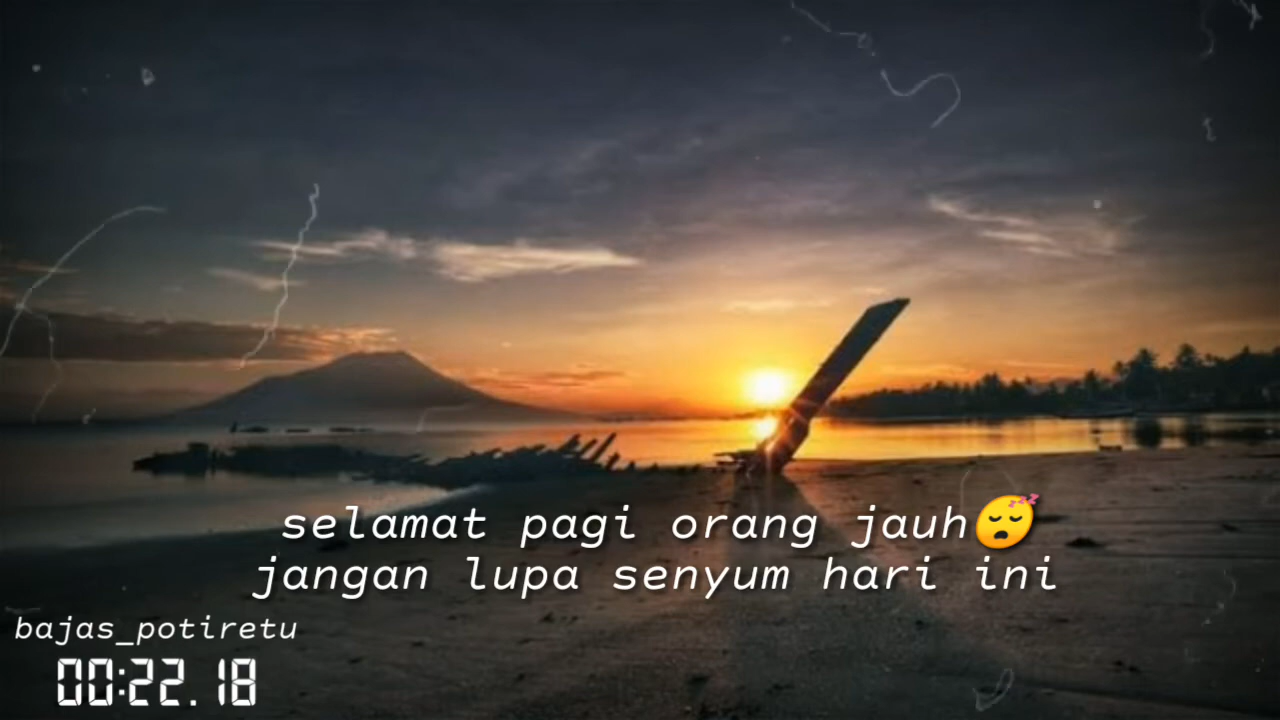 selamat pagi orang jauh😴
jangan lupa senyum hari ini
bajas_potiretu
00:22.18